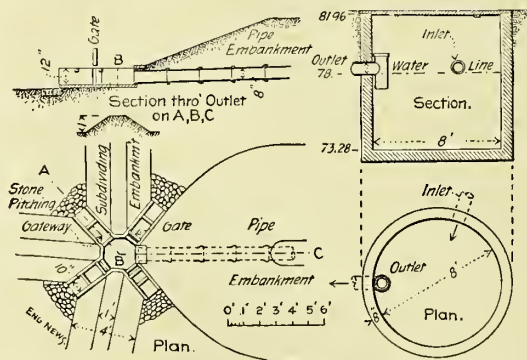 Gate
B
Pipe
Embankment
12"
8"
Section thro' Outlet
on A,B,C
A
Stone
Pitching
Gateway
Subdividing
Embankm't
B
Gate
Pipe
C
Embankment
10"
1'
4'
ENG. NEWS.
Plan.
0' 1' 2' 3' 4' 5' 6'
81.96
Inlet
Outlet
78.
Water
Line
Section.
8'
73.28
Inlet
Outlet
8'
8"
Plan.